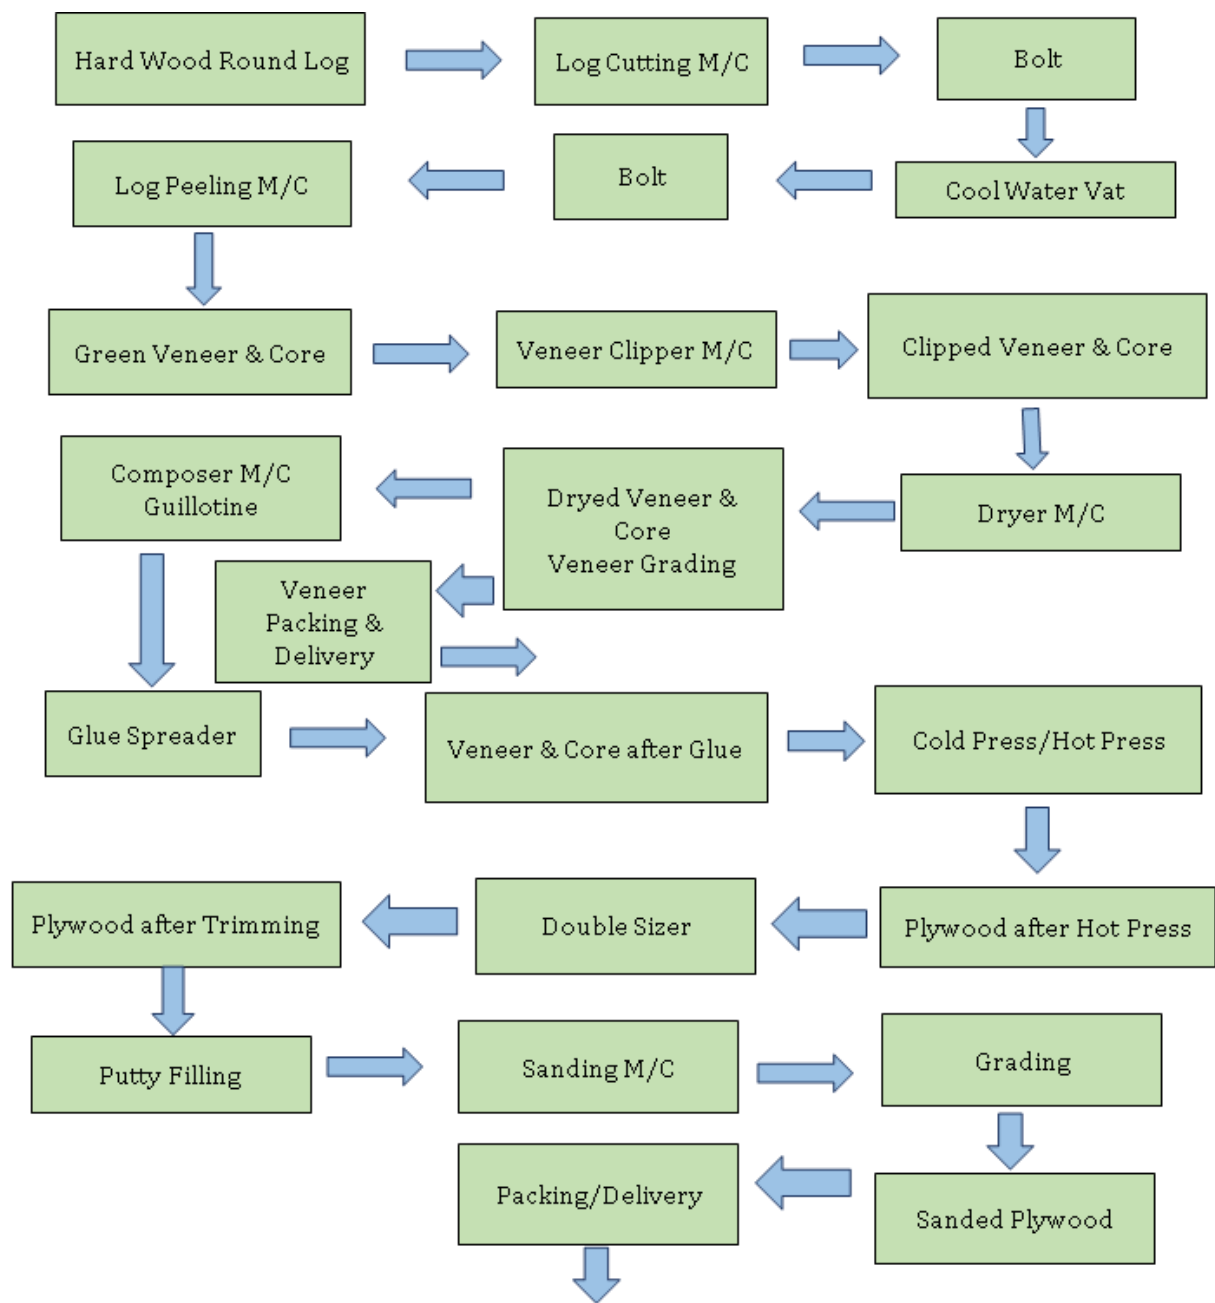 Hard Wood Round Log
Log Cutting M/C
Bolt
Cool Water Vat
Bolt
Log Peeling M/C
Green Veneer & Core
Veneer Clipper M/C
Clipped Veneer & Core
Dryer M/C
Dryed Veneer &
Core
Veneer Grading
Composer M/C
Guillotine
Veneer
Packing &
Delivery
Glue Spreader
Veneer & Core after Glue
Cold Press/Hot Press
Plywood after Hot Press
Double Sizer
Plywood after Trimming
Putty Filling
Sanding M/C
Grading
Sanded Plywood
Packing/Delivery